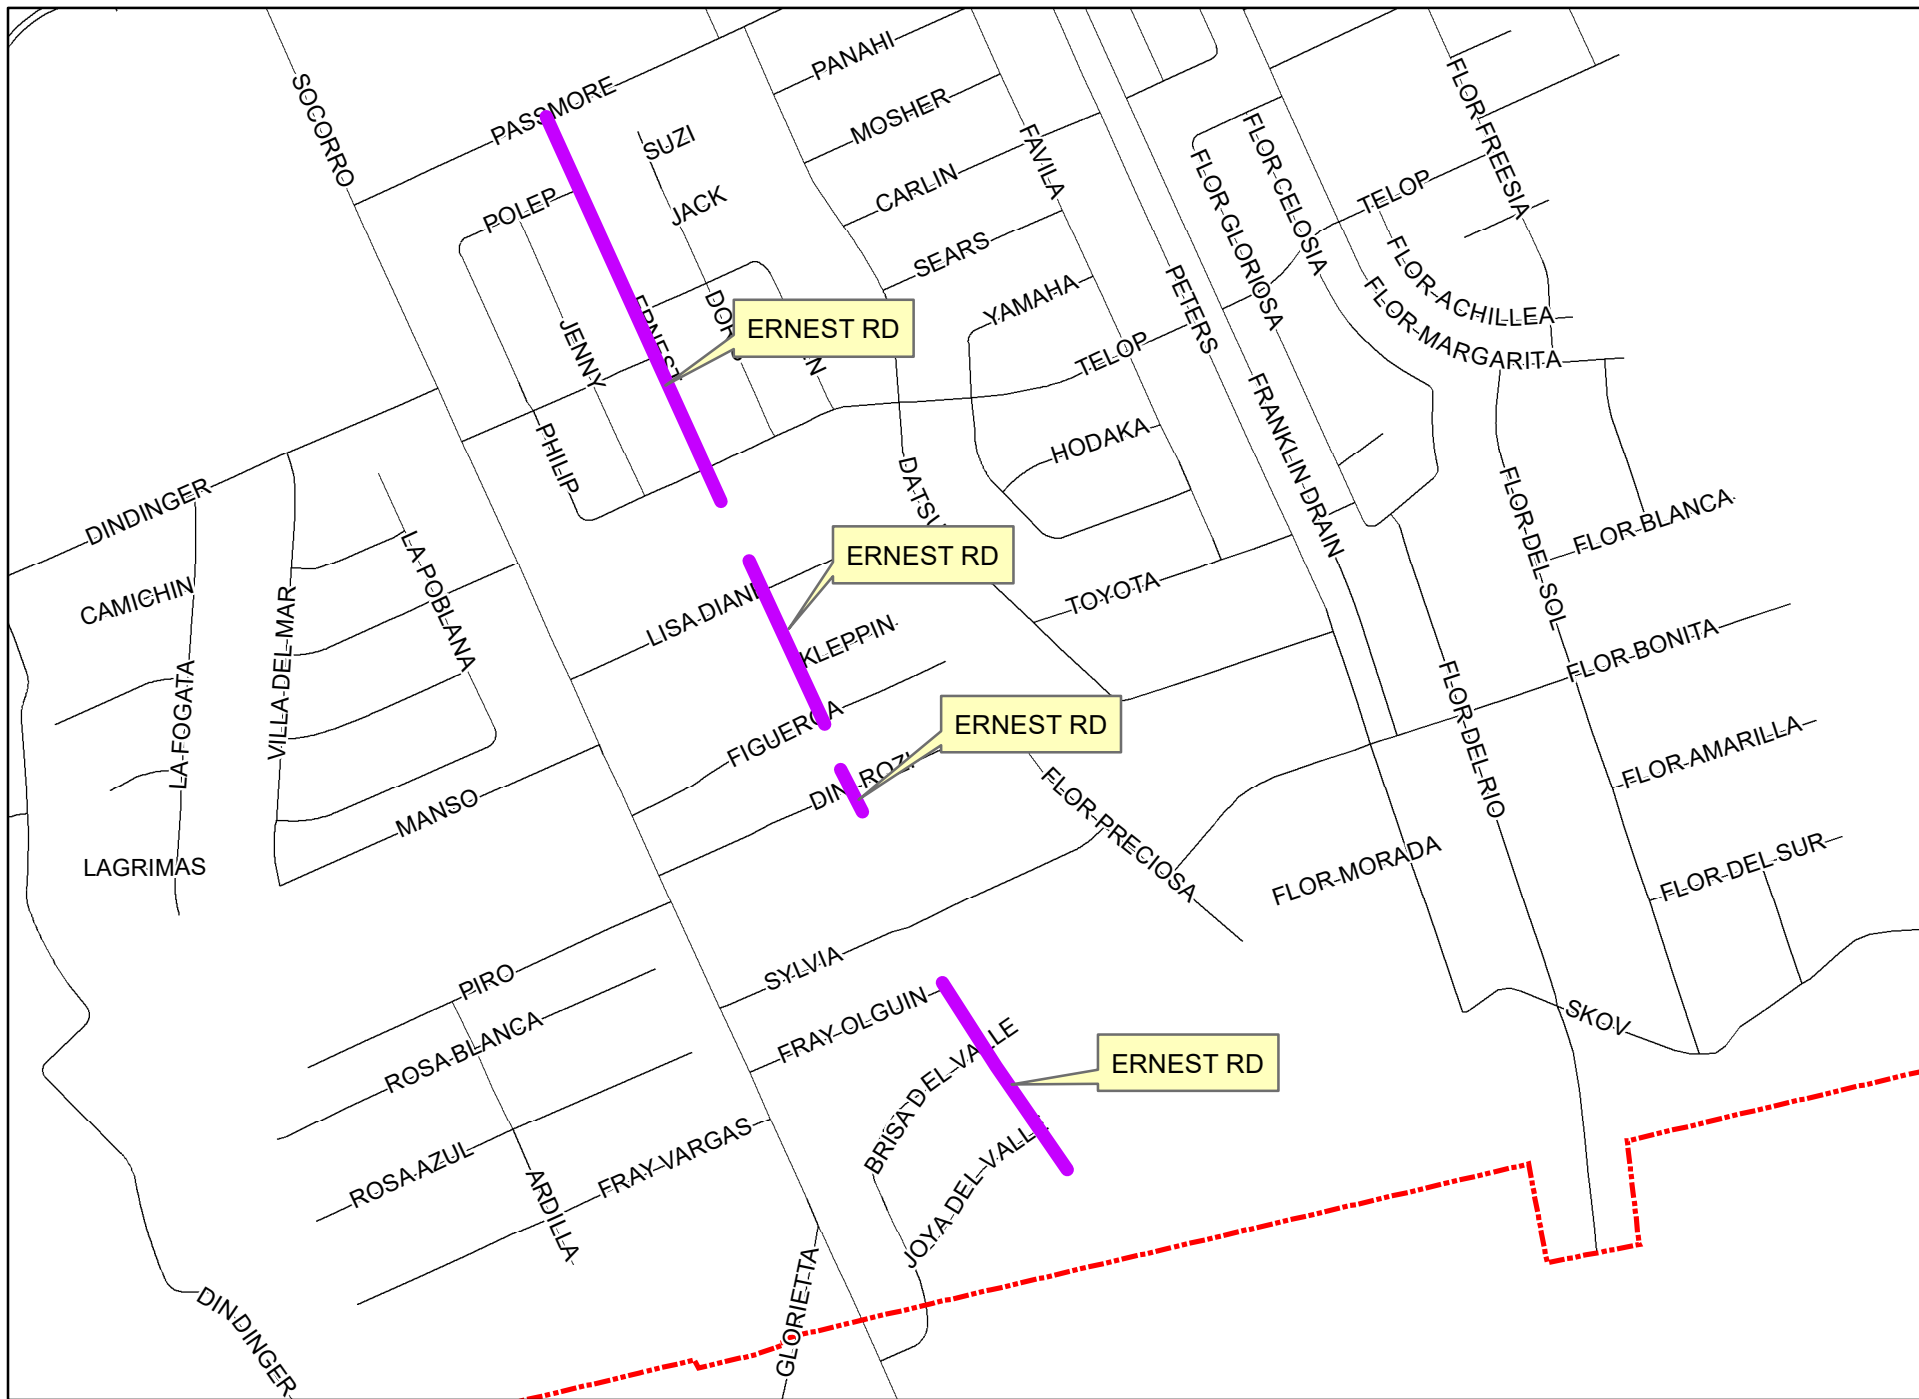 PANAHI
SOCORRO
PASSMORE
MOSHER
FLOR FREESIA
SUZI
FAVILA
FLOR CELOSIA
CARLIN
FLOR GLORIOSA
TELOP
POLEP
JACK
SEARS
FLOR ACHILLEA
YAMAHA
PETERS
FLOR MARGARITA
ERNEST
ERNEST RD
JENNY
TELOP
PHILIP
HODAKA
FRANKLIN DRAIN
DINDINGER
FLOR DEL SOL
FLOR BLANCA
ERNEST RD
LA POBLANA
CAMICHIN
LISA DIANE
TOYOTA
VILLA DEL MAR
KLEPPIN
FLOR BONITA
LA FOGATA
FIGUEROA
ERNEST RD
FLOR DEL RIO
FLOR AMARILLA
DINI ROZI
MANSO
FLOR PRECIOSA
LAGRIMAS
FLOR MORADA
FLOR DEL SUR
SYLVIA
PIRO
FRAY OLGUIN
SKOV
ROSA BLANCA
BRISA DEL VALLE
ERNEST RD
ROSA AZUL
FRAY VARGAS
JOYA DEL VALLE
ARDILLA
GLORIETTA
DINDINGER